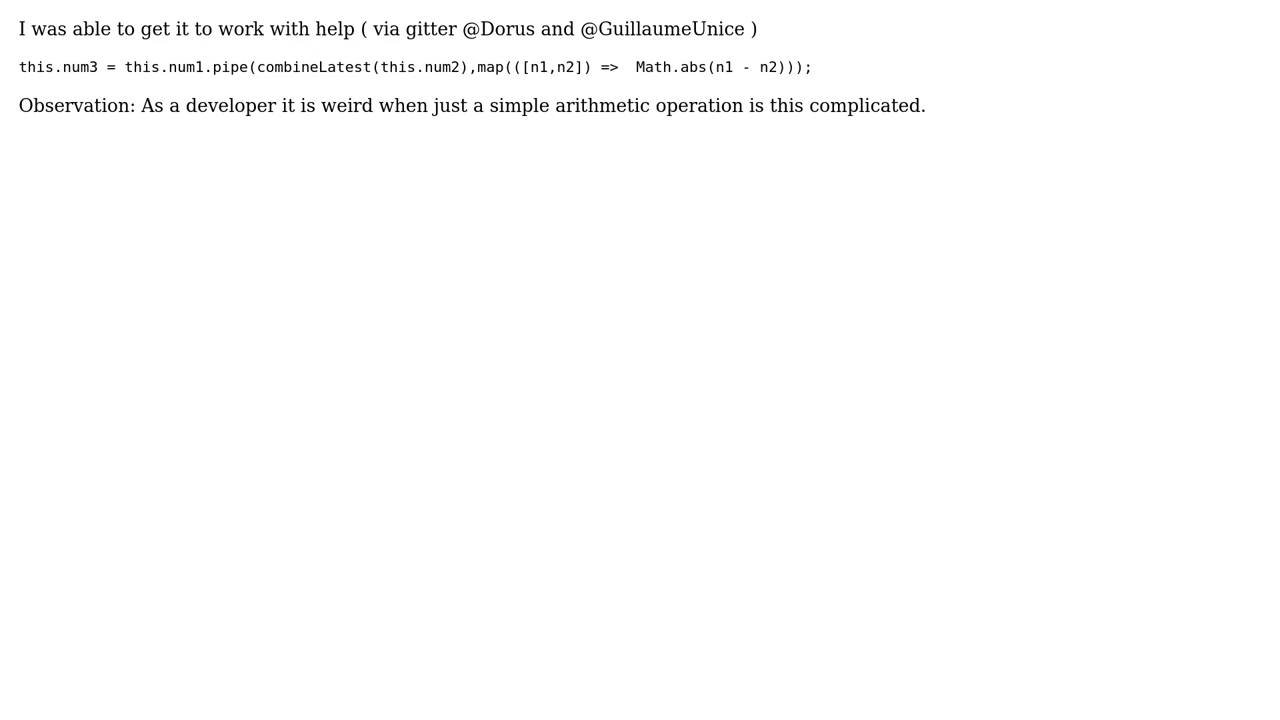 I was able to get it to work with help ( via gitter @Dorus and @GuillaumeUnice )
this.num3 = this.num1.pipe(combineLatest(this.num2),map(([n1,n2]) =>  Math.abs(n1 - n2)));
Observation: As a developer it is weird when just a simple arithmetic operation is this complicated.